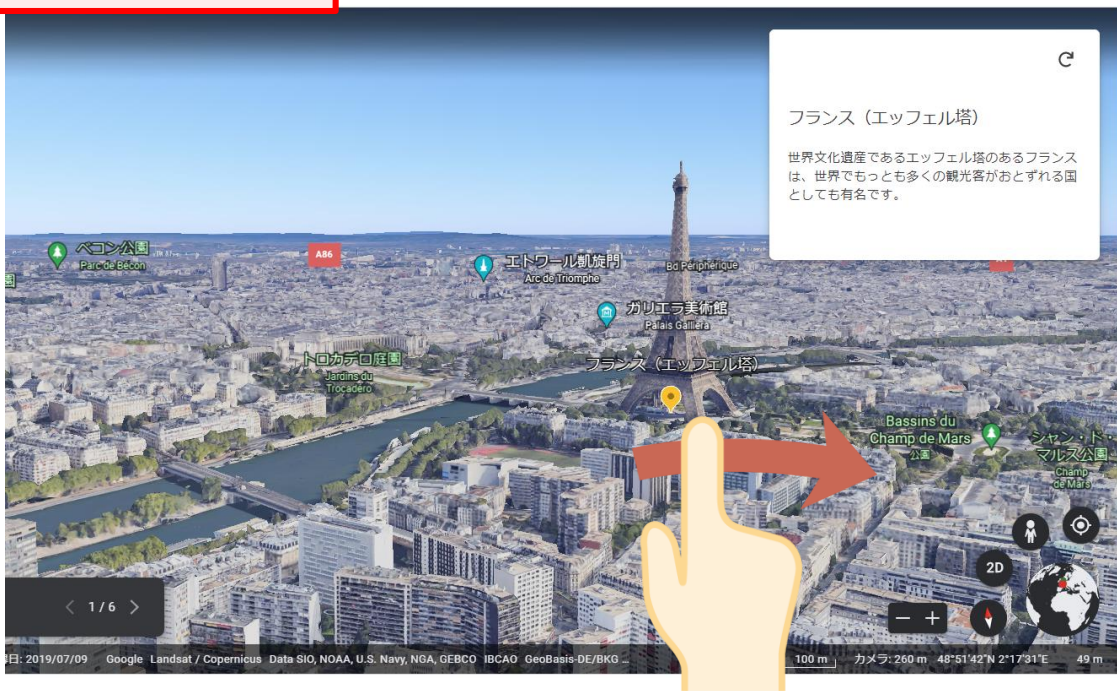 フランス（エッフェル塔）
世界文化遺産であるエッフェル塔のあるフランス
は、世界でもっとも多くの観光客がおとずれる国
としても有名です。
ベコン公園
Parc de Bécon
A86
エトワール凱旋門
Arc de Triomphe
Bd Périphérique
ガリエラ美術館
Palais Galliera
トロカデロ庭園
Jardins du
Trocadéro
フランス（エッフェル塔）
Bassins du
Champ de Mars
公園
シャン・ド・
マルス公園
Champ
de Mars
2D
1 / 6
日: 2019/07/09 Google Landsat / Copernicus Data SIO, NOAA, U.S. Navy, NGA, GEBCO IBCAO GeoBasis-DE/BKG ...
100 m カメラ: 260 m 48°51'42"N 2°17'31"E 49 m